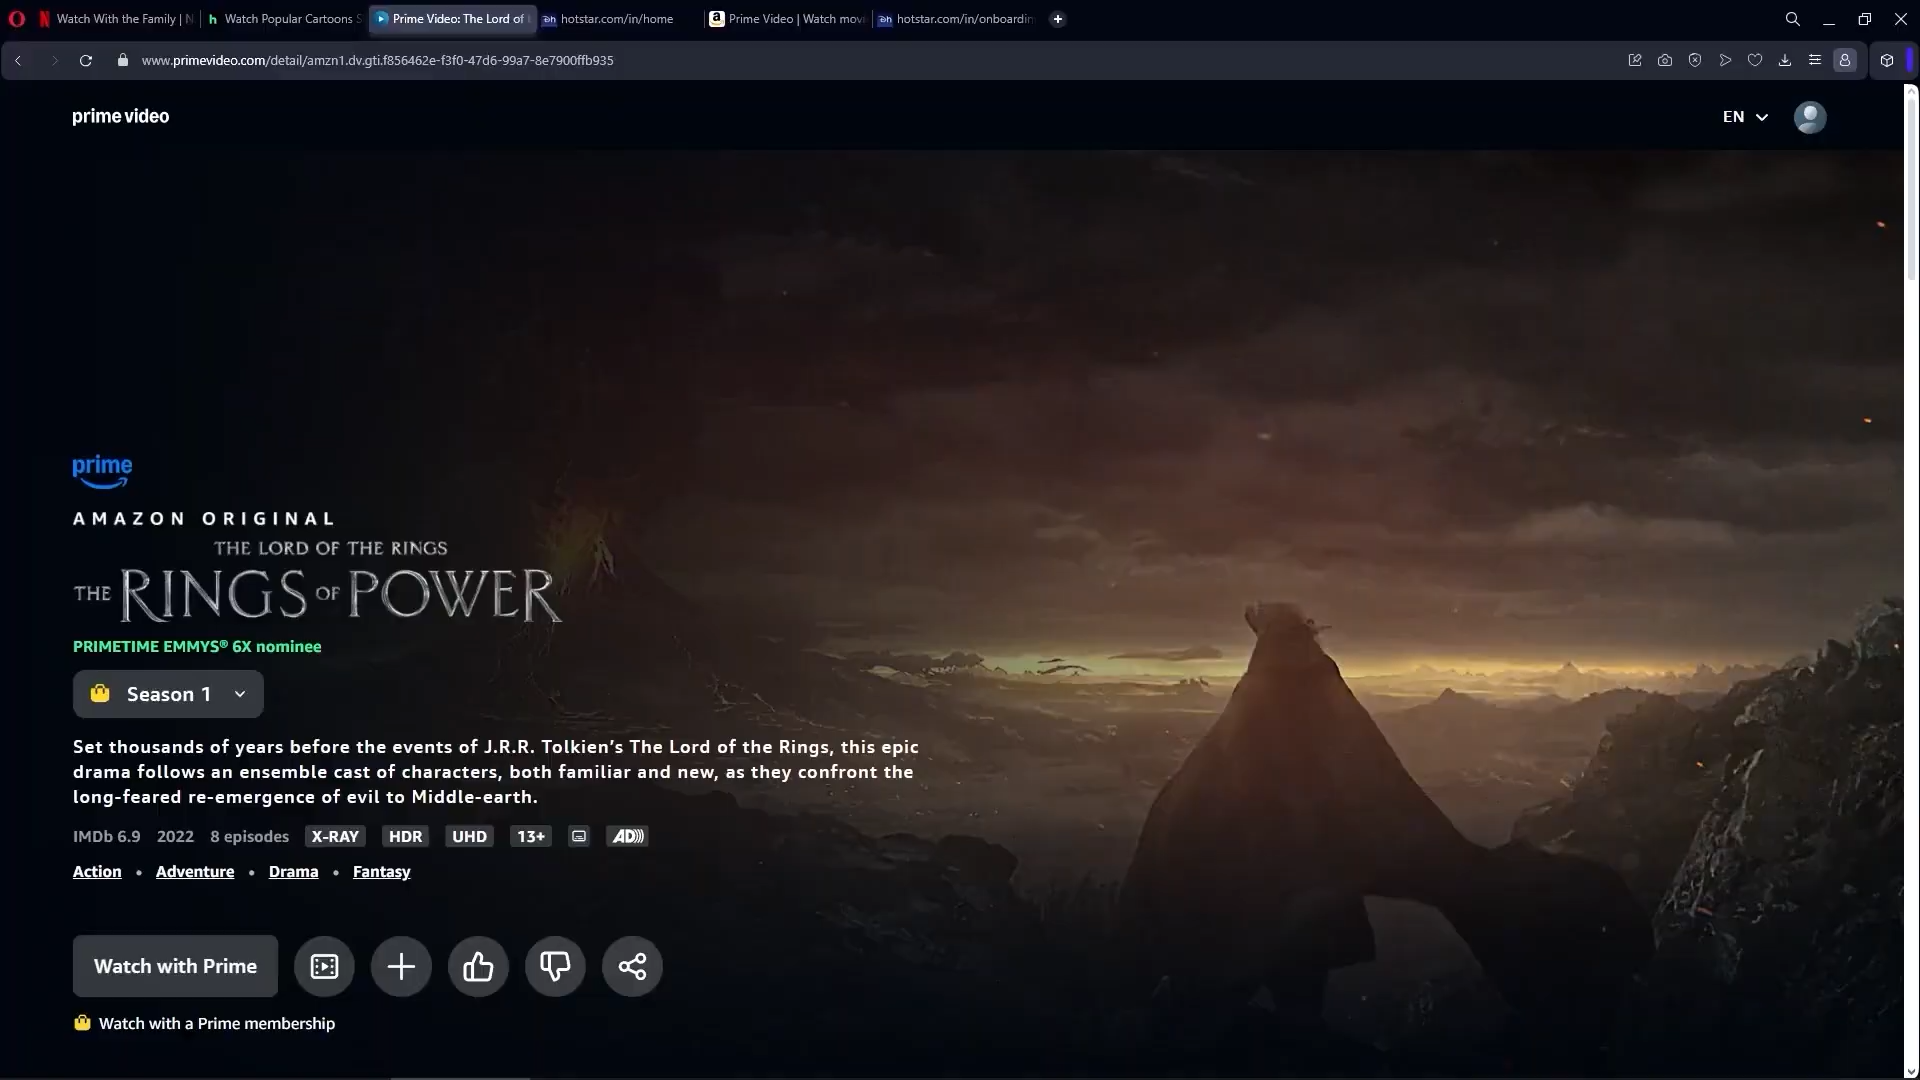 Watch With the Family | N
Watch Popular Cartoons S
Prime Video: The Lord of
hotstar.com/in/home
Prime Video | Watch movi
hotstar.com/in/onboardin
www.primevideo.com/detail/amzn1.dv.gti.f856462e-f3f0-47d6-99a7-8e7900ffb935
prime video
EN
prime
AMAZON ORIGINAL
THE LORD OF THE RINGS
THE RINGS OF POWER
PRIMETIME EMMYS® 6X nominee
Season 1
Set thousands of years before the events of J.R.R. Tolkien’s The Lord of the Rings, this epic
drama follows an ensemble cast of characters, both familiar and new, as they confront the
long-feared re-emergence of evil to Middle-earth.
IMDb 6.9 2022 8 episodes X-RAY HDR UHD 13+ AD)))
Action • Adventure • Drama • Fantasy
Watch with Prime
Watch with a Prime membership